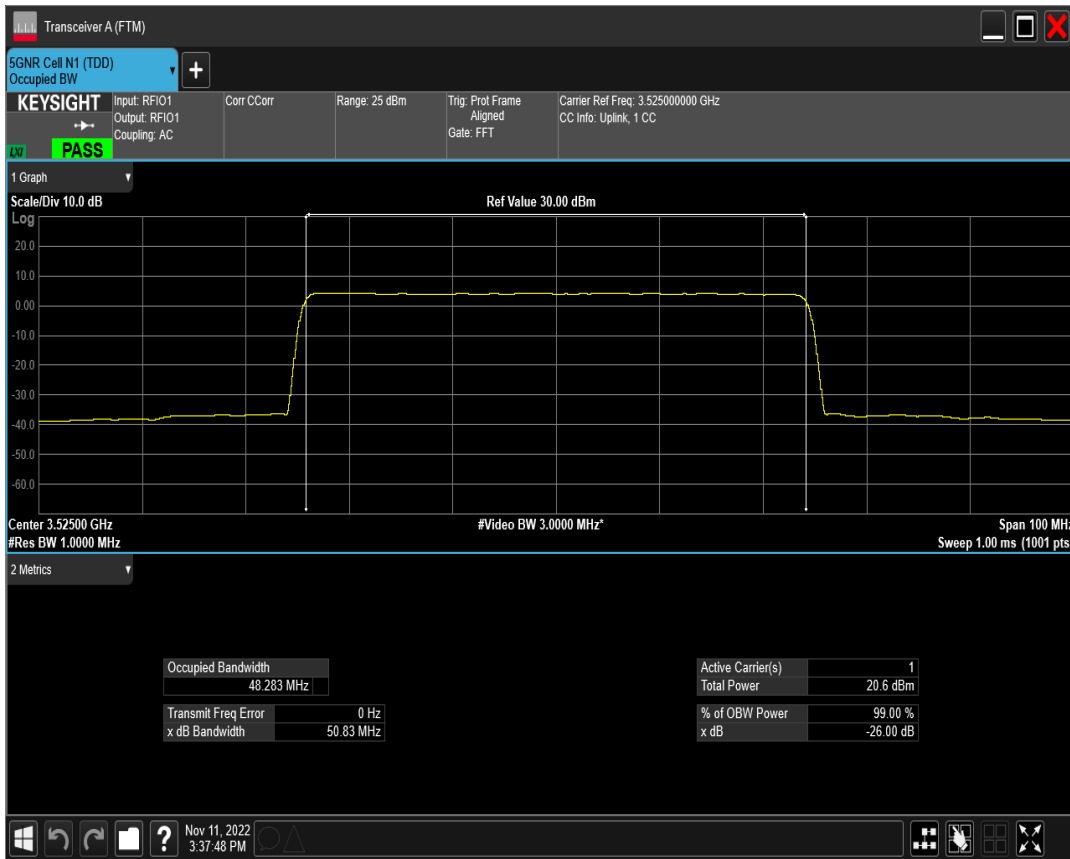 Transceiver A (FTM)
5GNR Cell N1 (TDD)
Occupied BW
+
KEYSIGHT
LXI
PASS
Input: RFIO1
Output: RFIO1
Coupling: AC
Corr CCorr
Range: 25 dBm
Trig: Prot Frame
Aligned
Gate: FFT
Carrier Ref Freq: 3.525000000 GHz
CC Info: Uplink, 1 CC
1 Graph
Scale/Div 10.0 dB
Ref Value 30.00 dBm
Log
20.0
10.0
0.00
-10.0
-20.0
-30.0
-40.0
-50.0
-60.0
Center 3.52500 GHz
#Video BW 3.0000 MHz*
Span 100 MHz
#Res BW 1.0000 MHz
Sweep 1.00 ms (1001 pts
2 Metrics
Occupied Bandwidth
48.283 MHz
Transmit Freq Error 0 Hz
x dB Bandwidth 50.83 MHz
Active Carrier(s) 1
Total Power 20.6 dBm
% of OBW Power 99.00 %
x dB -26.00 dB
?
Nov 11, 2022
3:37:48 PM